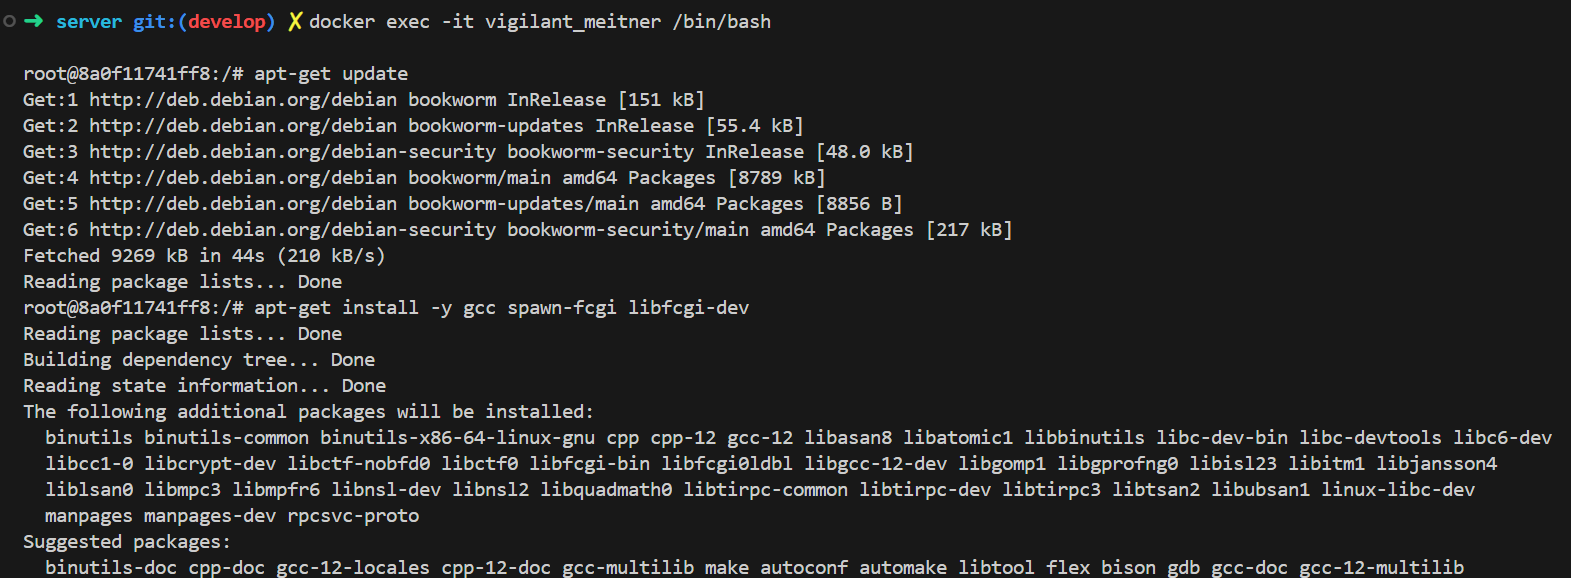 ○ ➜ server git:(develop) ✗ docker exec -it vigilant_meitner /bin/bash
root@8a0f11741ff8:/# apt-get update
Get:1 http://deb.debian.org/debian bookworm InRelease [151 kB]
Get:2 http://deb.debian.org/debian bookworm-updates InRelease [55.4 kB]
Get:3 http://deb.debian.org/debian-security bookworm-security InRelease [48.0 kB]
Get:4 http://deb.debian.org/debian bookworm/main amd64 Packages [8789 kB]
Get:5 http://deb.debian.org/debian bookworm-updates/main amd64 Packages [8856 B]
Get:6 http://deb.debian.org/debian-security bookworm-security/main amd64 Packages [217 kB]
Fetched 9269 kB in 44s (210 kB/s)
Reading package lists... Done
root@8a0f11741ff8:/# apt-get install -y gcc spawn-fcgi libfcgi-dev
Reading package lists... Done
Building dependency tree... Done
Reading state information... Done
The following additional packages will be installed:
binutils binutils-common binutils-x86-64-linux-gnu cpp cpp-12 gcc-12 libasan8 libatomic1 libbinutils libc-dev-bin libc-devtools libc6-dev
libcc1-0 libcrypt-dev libctf-nobfd0 libctf0 libfcgi-bin libfcgi0ldbl libgcc-12-dev libgomp1 libgprofng0 libisl23 libitm1 libjansson4
liblsan0 libmpc3 libmpfr6 libnsl-dev libnsl2 libquadmath0 libtirpc-common libtirpc-dev libtirpc3 libtsan2 libubsan1 linux-libc-dev
manpages manpages-dev rpcsvc-proto
Suggested packages:
binutils-doc cpp-doc gcc-12-locales cpp-12-doc gcc-multilib make autoconf automake libtool flex bison gdb gcc-doc gcc-12-multilib